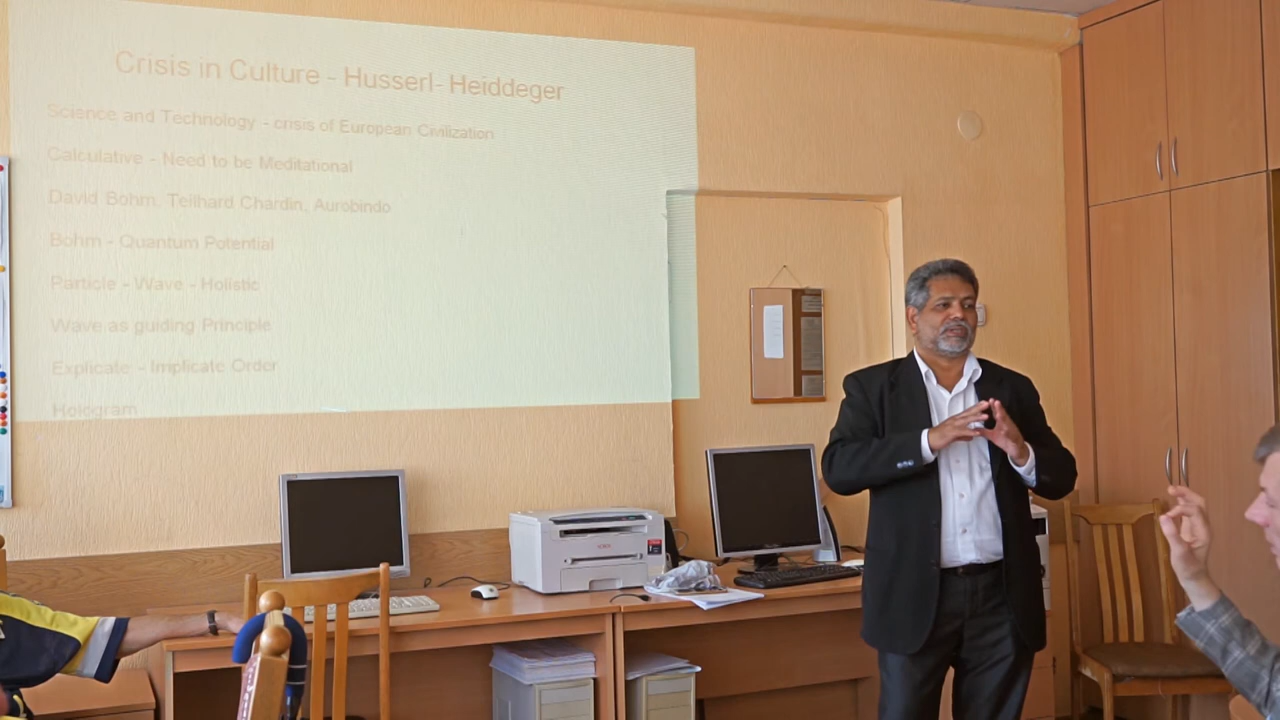 Crisis in Culture - Husserl- Heiddeger
Science and Technology - crisis of European Civilization
Calculative - Need to be Meditational
David Bohm, Teilhard Chardin, Aurobindo
Bohm - Quantum Potential
Particle - Wave - Holistic
Wave as guiding Principle
Explicate - Implicate Order
Hologram